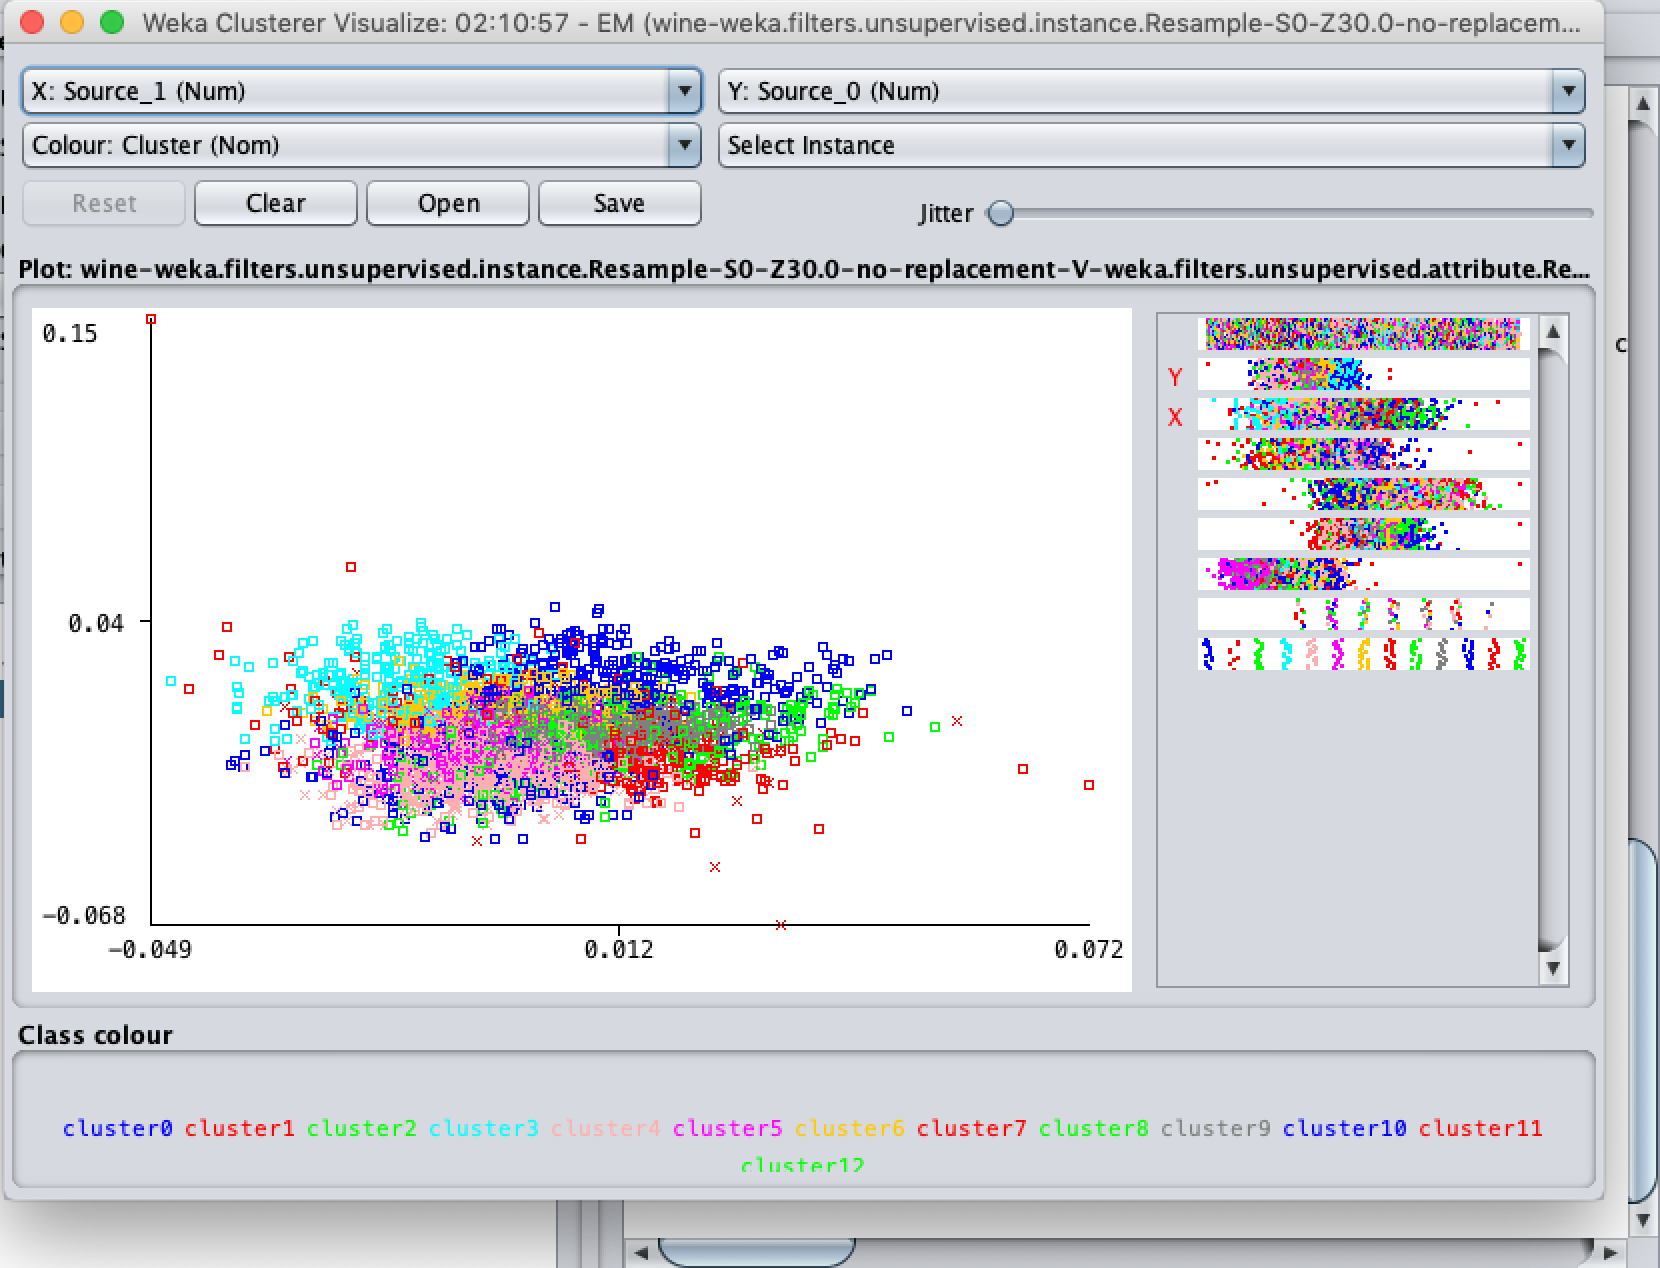 Weka Clusterer Visualize: 02:10:57 - EM (wine-weka.filters.unsupervised.instance.Resample-S0-Z30.0-no-replacem...
X: Source_1 (Num)
Y: Source_0 (Num)
Colour: Cluster (Nom)
Select Instance
Reset
Clear
Open
Save
Jitter
Plot: wine-weka.filters.unsupervised.instance.Resample-S0-Z30.0-no-replacement-V-weka.filters.unsupervised.attribute.Re...
0.15
0.04
-0.068
-0.049
0.012
0.072
Y
X
Class colour
cluster0 cluster1 cluster2 cluster3 cluster4 cluster5 cluster6 cluster7 cluster8 cluster9 cluster10 cluster11
cluster12